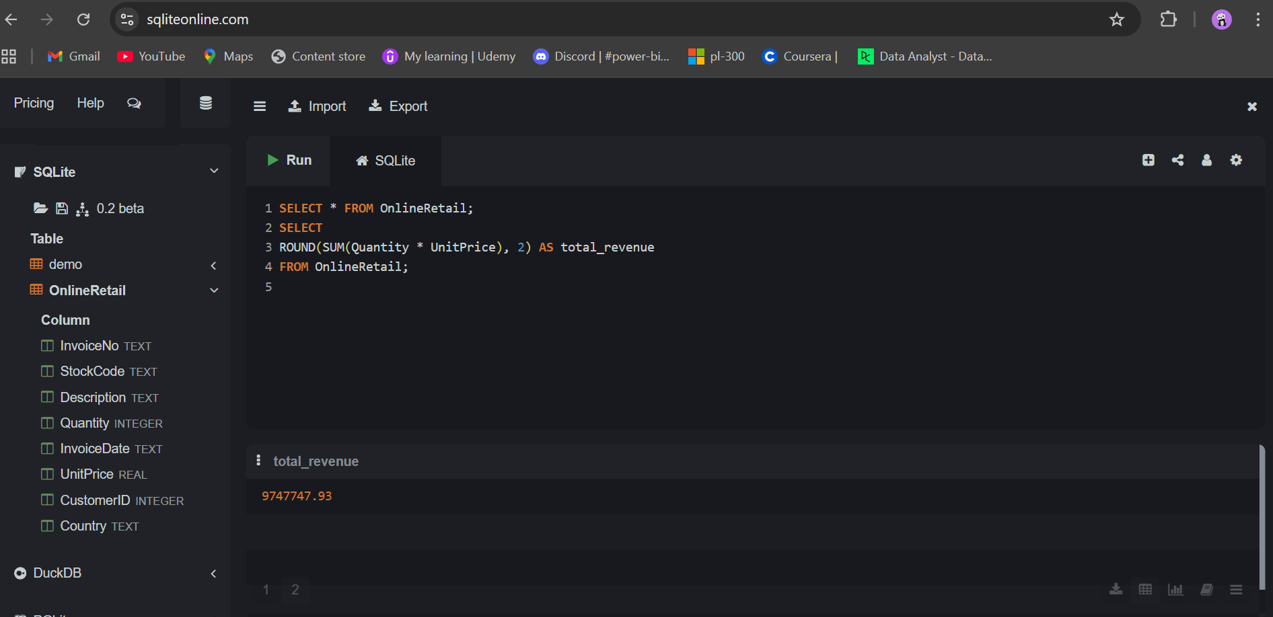 sqliteonline.com
Gmail YouTube Maps Content store My learning | Udemy Discord | #power-bi... pl-300 Coursera | Data Analyst - Data...
Pricing Help
Import Export
SQLite
0.2 beta
Table
demo
OnlineRetail
Column
InvoiceNo TEXT
StockCode TEXT
Description TEXT
Quantity INTEGER
InvoiceDate TEXT
UnitPrice REAL
CustomerID INTEGER
Country TEXT
DuckDB
Run SQLite
1 SELECT * FROM OnlineRetail;
2 SELECT
3 ROUND(SUM(Quantity * UnitPrice), 2) AS total_revenue
4 FROM OnlineRetail;
5
total_revenue
9747747.93
1 2